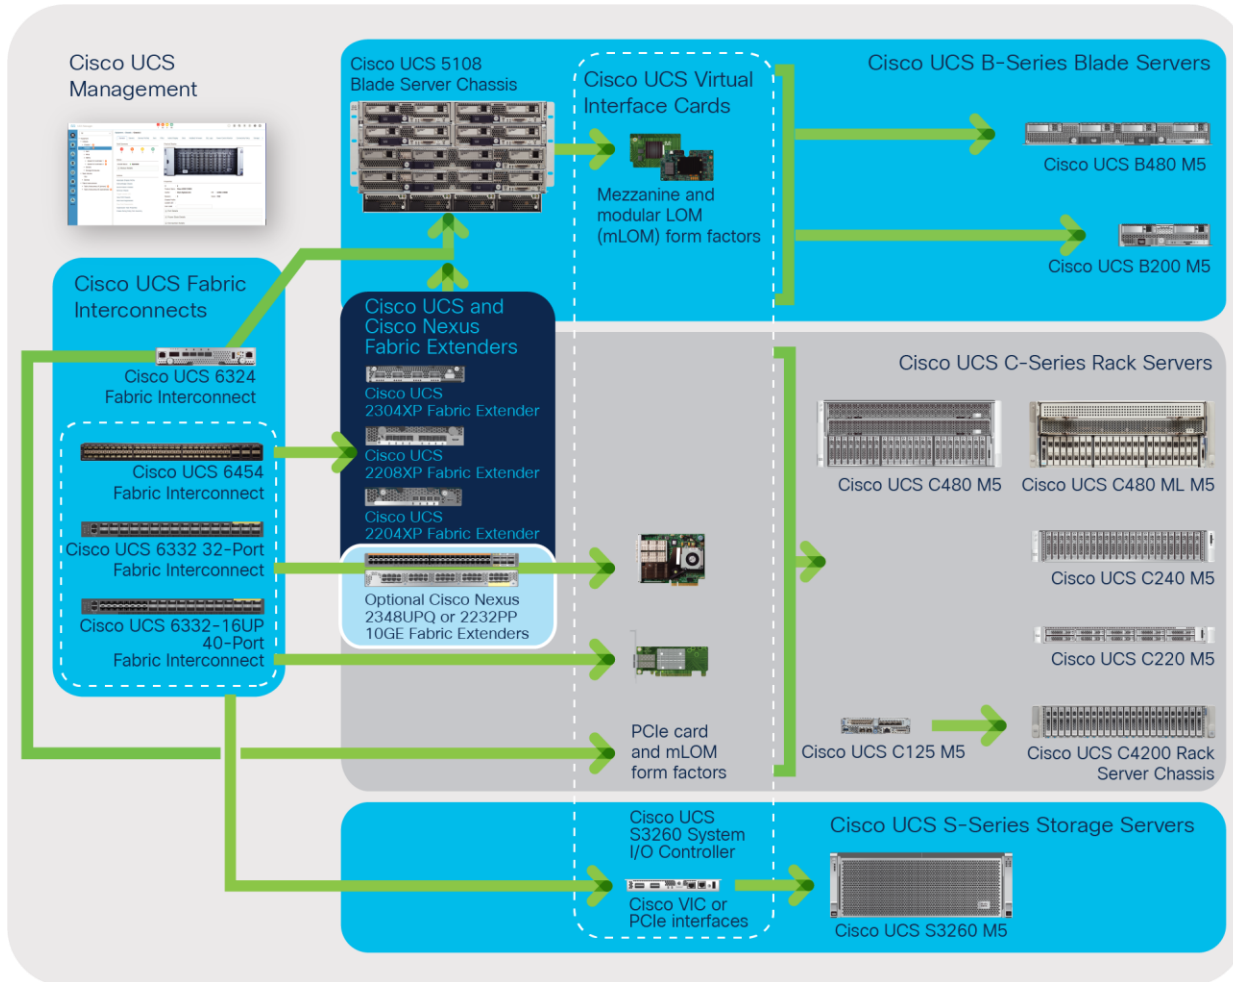 Cisco UCS
Management
Cisco UCS Fabric
Interconnects
Cisco UCS 6324
Fabric Interconnect
Cisco UCS 6454
Fabric Interconnect
Cisco UCS 6332 32-Port
Fabric Interconnect
Cisco UCS 6332-16UP
40-Port
Fabric Interconnect
Cisco UCS 5108
Blade Server Chassis
Cisco UCS and
Cisco Nexus
Fabric Extenders
Cisco UCS
2304XP Fabric Extender
Cisco UCS
2208XP Fabric Extender
Cisco UCS
2204XP Fabric Extender
Optional Cisco Nexus
2348UPQ or 2232PP
10GE Fabric Extenders
Cisco UCS Virtual
Interface Cards
Mezzanine and
modular LOM
(mLOM) form factors
PCIe card
and mLOM
form factors
Cisco UCS
S3260 System
I/O Controller
Cisco VIC or
PCIe interfaces
Cisco UCS B-Series Blade Servers
Cisco UCS B480 M5
Cisco UCS B200 M5
Cisco UCS C-Series Rack Servers
Cisco UCS C480 M5
Cisco UCS C480 ML M5
Cisco UCS C240 M5
Cisco UCS C220 M5
Cisco UCS C125 M5
Cisco UCS C4200 Rack
Server Chassis
Cisco UCS S-Series Storage Servers
Cisco UCS S3260 M5